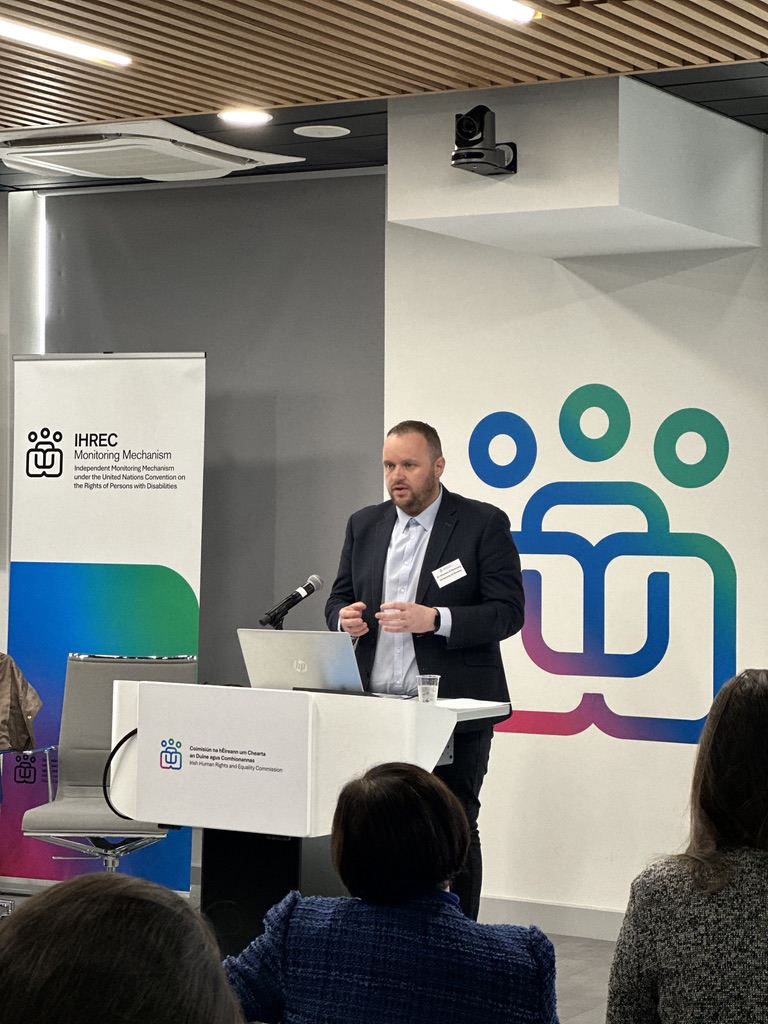 IHREC
Monitoring Mechanism
Independent Monitoring Mechanism
under the United Nations Convention on
the Rights of Persons with Disabilities
hp
Coimisiún na hÉireann um Chearta
an Duine agus Comhionannas
Irish Human Rights and Equality Commission